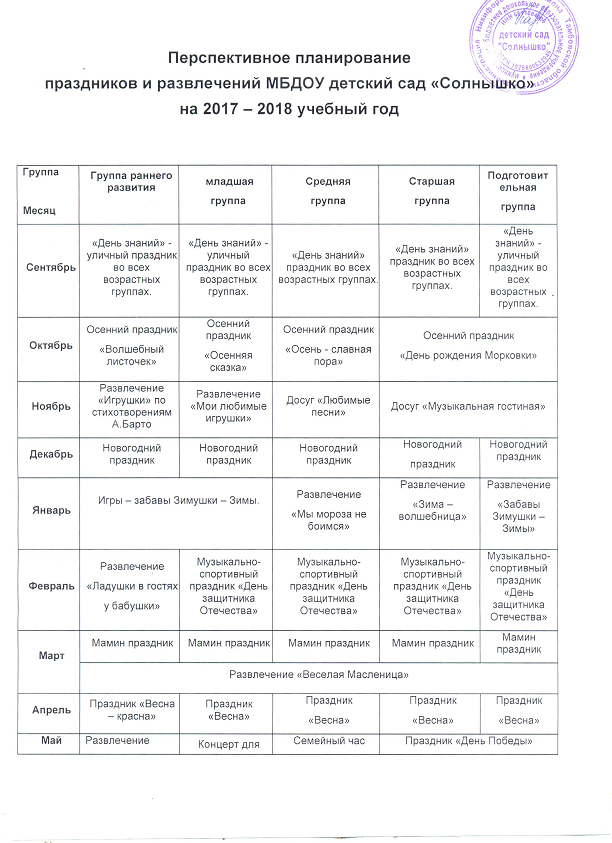 детский сад
"Солнышко"
Перспективное планирование
праздников и развлечений МБДОУ детский сад «Солнышко»
на 2017 – 2018 учебный год
Группа
Месяц
Группа раннего
развития
младшая
группа
Средняя
группа
Старшая
группа
Подготовит
ельная
группа
Сентябрь
«День знаний» -
уличный праздник
во всех
возрастных
группах.
«День знаний» -
уличный
праздник во всех
возрастных
группах.
«День знаний»
праздник во всех
возрастных группах.
«День знаний»
праздник во всех
возрастных
группах.
«День
знаний» -
уличный
праздник во
всех
возрастных
группах.
Октябрь
Осенний праздник
«Волшебный
листочек»
Осенний
праздник
«Осенняя
сказка»
Осенний праздник
«Осень - славная
пора»
Осенний праздник
«День рождения Морковки»
Ноябрь
Развлечение
«Игрушки» по
стихотворениям
А.Барто
Развлечение
«Мои любимые
игрушки»
Досуг «Любимые
песни»
Досуг «Музыкальная гостиная»
Декабрь
Новогодний
праздник
Новогодний
праздник
Новогодний
праздник
Новогодний
праздник
Новогодний
праздник
Январь
Игры – забавы Зимушки – Зимы.
Развлечение
«Мы мороза не
боимся»
Развлечение
«Зима –
волшебница»
Развлечение
«Забавы
Зимушки –
Зимы»
Февраль
Развлечение
«Ладушки в гостях
у бабушки»
Музыкально-
спортивный
праздник «День
защитника
Отечества»
Музыкально-
спортивный
праздник «День
защитника
Отечества»
Музыкально-
спортивный
праздник «День
защитника
Отечества»
Музыкально-
спортивный
праздник
«День
защитника
Отечества»
Март
Мамин праздник
Мамин праздник
Мамин праздник
Мамин праздник
Мамин
праздник
Развлечение «Веселая Масленица»
Апрель
Праздник «Весна
– красна»
Праздник
«Весна»
Праздник
«Весна»
Праздник
«Весна»
Праздник
«Весна»
Май
Развлечение
Концерт для
Семейный час
Праздник «День Победы»